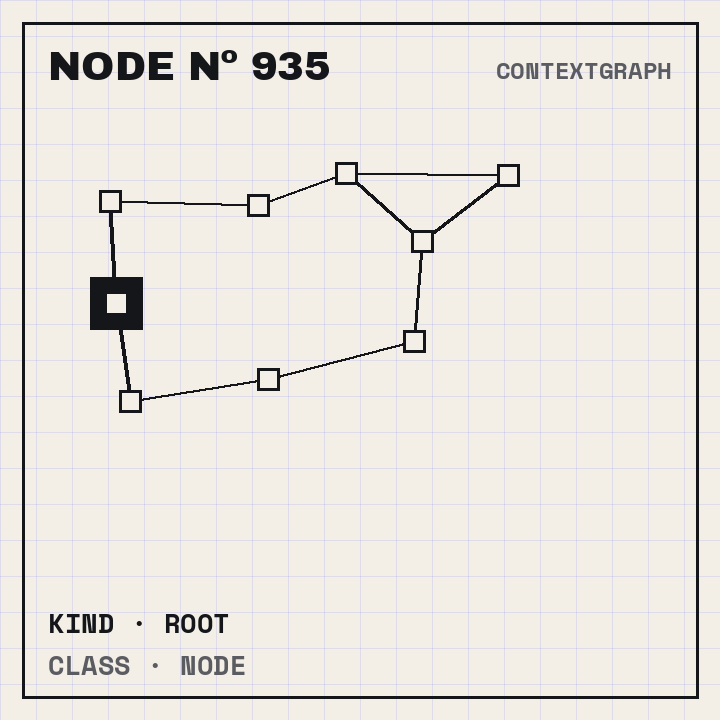 NODE Nº 935
CONTEXTGRAPH
KIND · ROOT
CLASS · NODE